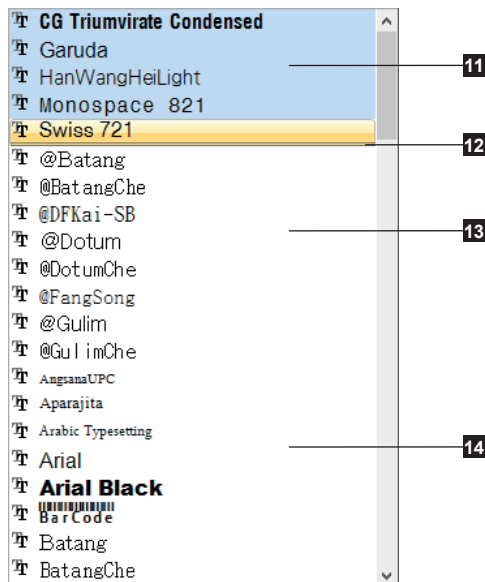 CG Triumvirate Condensed
Garuda
11
HanWangHeiLight
Monospace 821
Swiss 721
12
@Batang
@BatangChe
@DFKai-SB
13
@Dotum
@DotumChe
@FangSong
@Gulim
@GulimChe
AngsanaUPC
Aparajita
Arabic Typesetting
14
Arial
Arial Black
BarCode
Batang
BatangChe